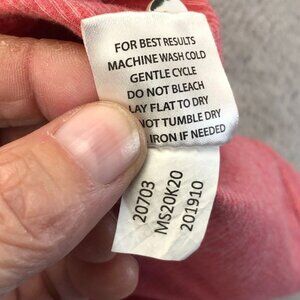 FOR BEST RESULTS
MACHINE WASH COLD
GENTLE CYCLE
DO NOT BLEACH
LAY FLAT TO DRY
NOT TUMBLE DRY
IRON IF NEEDED
20703
MS20K20
201910